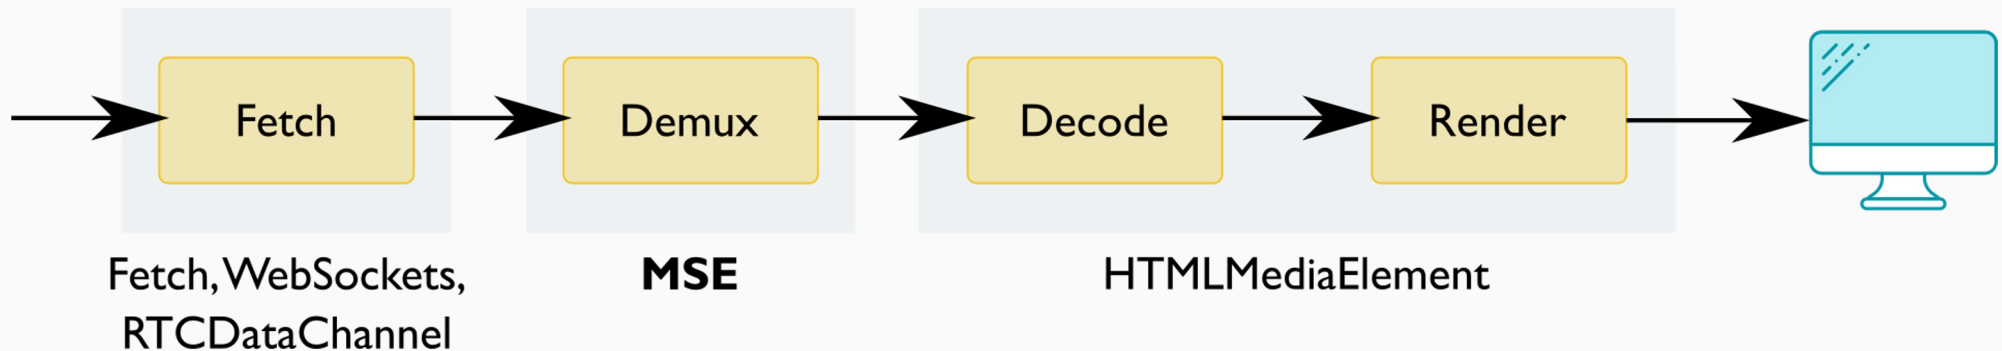 Fetch
Demux
Decode
Render
Fetch, WebSockets,
RTCDataChannel
MSE
HTMLMediaElement